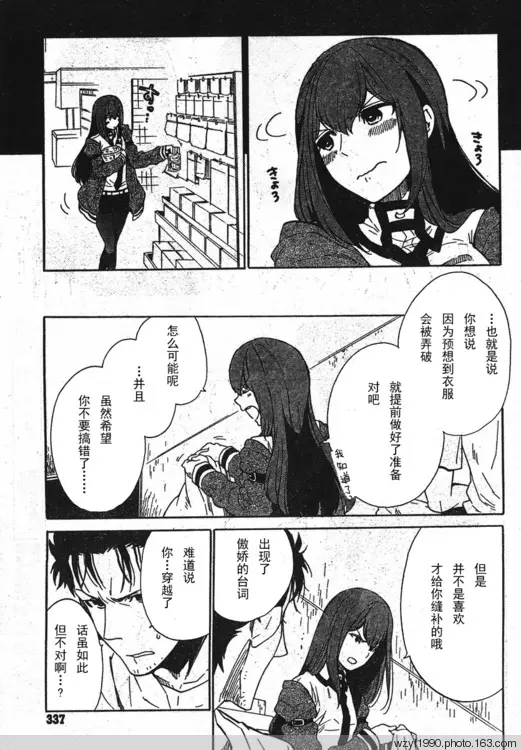 きょろ
きょろ
すっ
…也就是说
你想说
因为预想到衣服
会被弄破
就提前做好了准备
对吧
我知道了
怎么可能呢
…并且
虽然希望
你不要搞错了……
但是
并不是喜欢
才给你缝补的哦
出现了
傲娇的台词
难道说
你…穿越了
话虽如此
但不对啊…?
337
wzyt1990.photo.163.com